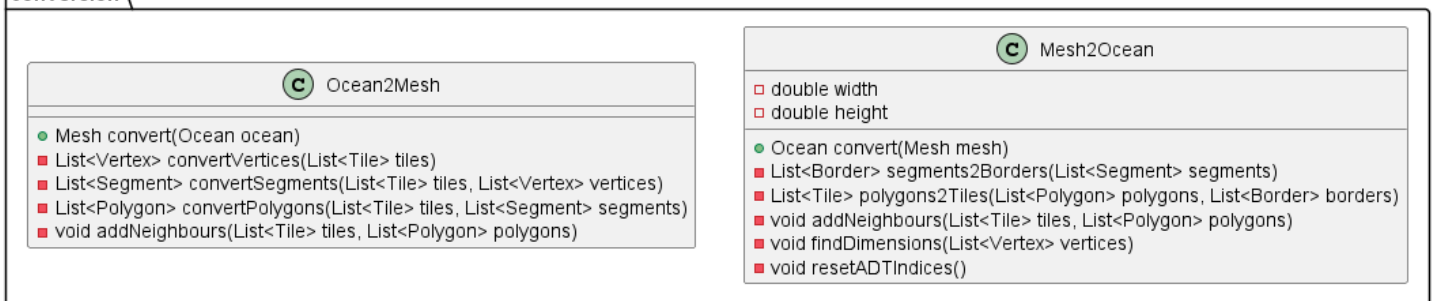 conversion
C Ocean2Mesh
Mesh convert(Ocean ocean)
List<Vertex> convertVertices(List<Tile> tiles)
List<Segment> convertSegments(List<Tile> tiles, List<Vertex> vertices)
List<Polygon> convertPolygons(List<Tile> tiles, List<Segment> segments)
void addNeighbours(List<Tile> tiles, List<Polygon> polygons)
C Mesh2Ocean
double width
double height
Ocean convert(Mesh mesh)
List<Border> segments2Borders(List<Segment> segments)
List<Tile> polygons2Tiles(List<Polygon> polygons, List<Border> borders)
void addNeighbours(List<Tile> tiles, List<Polygon> polygons)
void findDimensions(List<Vertex> vertices)
void resetADTIndices()